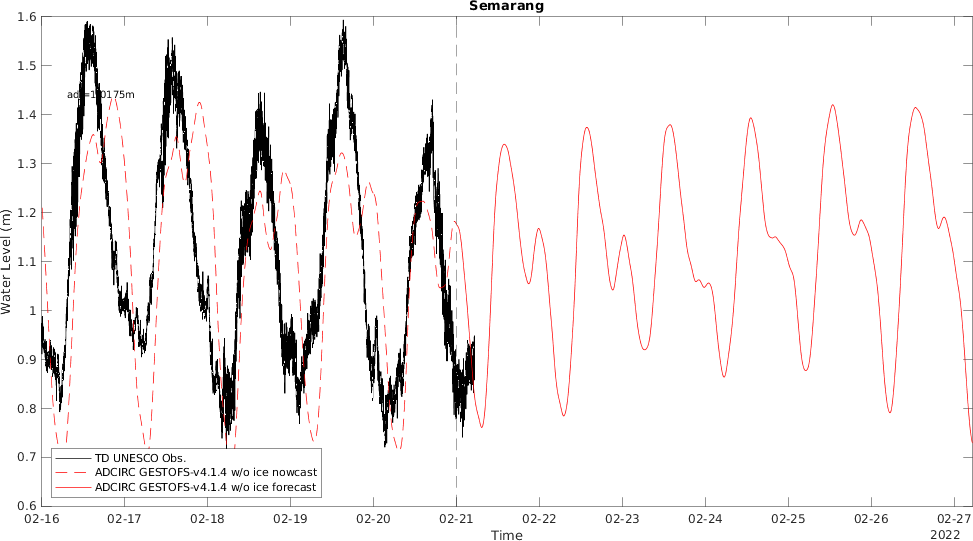 Semarang
1.6
1.5
1.4
1.3
1.2
1.1
1
0.9
0.8
0.7
0.6
Water Level (m)
TD UNESCO Obs.
ADCIRC GESTOFS-v4.1.4 w/o ice nowcast
ADCIRC GESTOFS-v4.1.4 w/o ice forecast
02-16 02-17 02-18 02-19 02-20 02-21 02-22 02-23 02-24 02-25 02-26 02-27
Time
2022